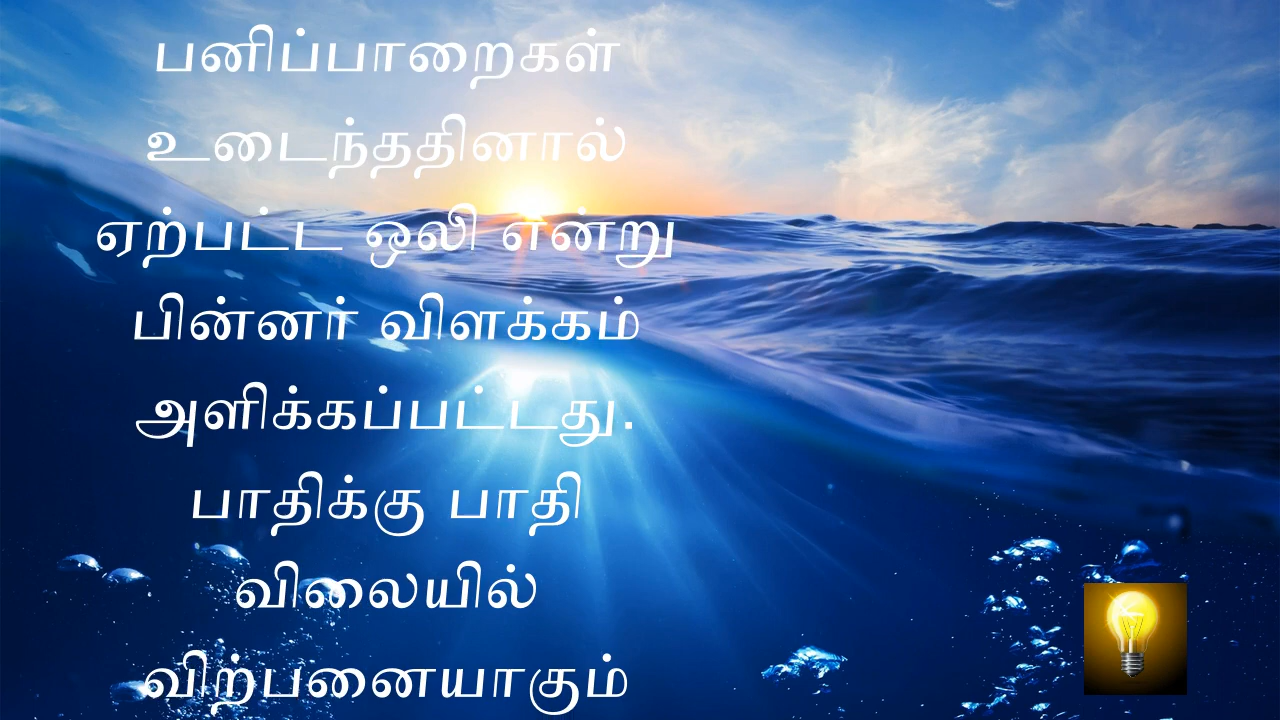 பனிப்பாறைகள்
உடைந்ததினால்
ஏற்பட்ட ஒலி என்று
பின்னர் விளக்கம்
அளிக்கப்பட்டது.
பாதிக்கு பாதி
விலையில்
விற்பனையாகும்